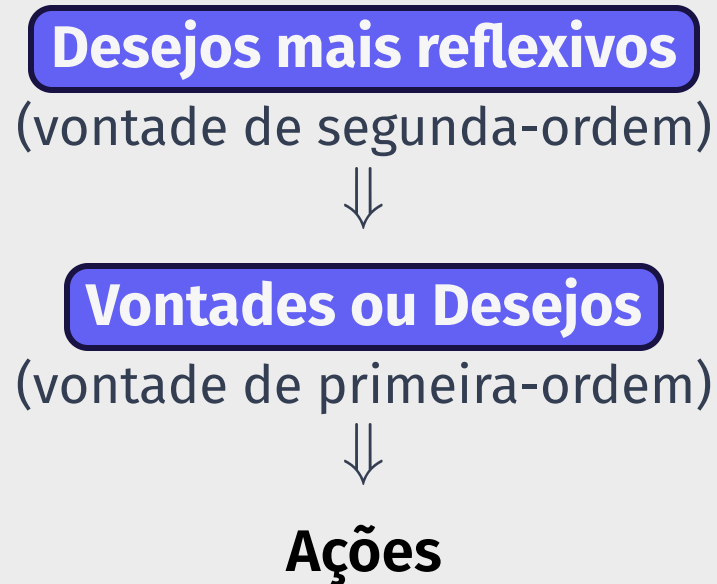 Desejos mais reflexivos
(vontade de segunda-ordem)
⇓
Vontades ou Desejos
(vontade de primeira-ordem)
⇓
Ações